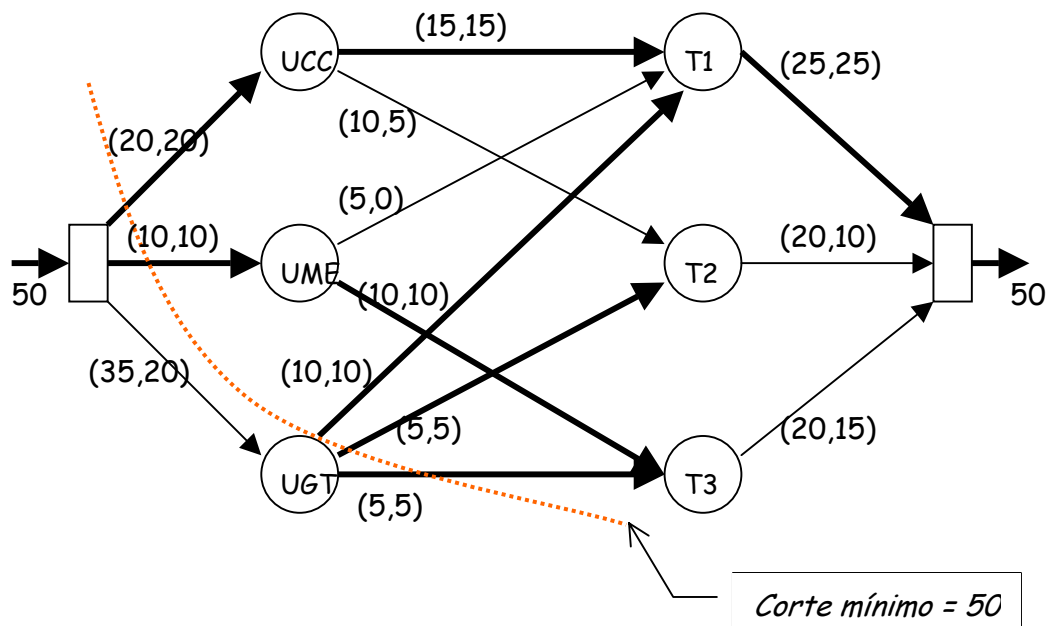 (15,15)
UCC
T1
(25,25)
(10,5)
(20,20)
(5,0)
(10,10)
(20,10)
50
UME
(10,10)
T2
50
(35,20)
(10,10)
(5,5)
(20,15)
UGT
(5,5)
T3
Corte mínimo = 50